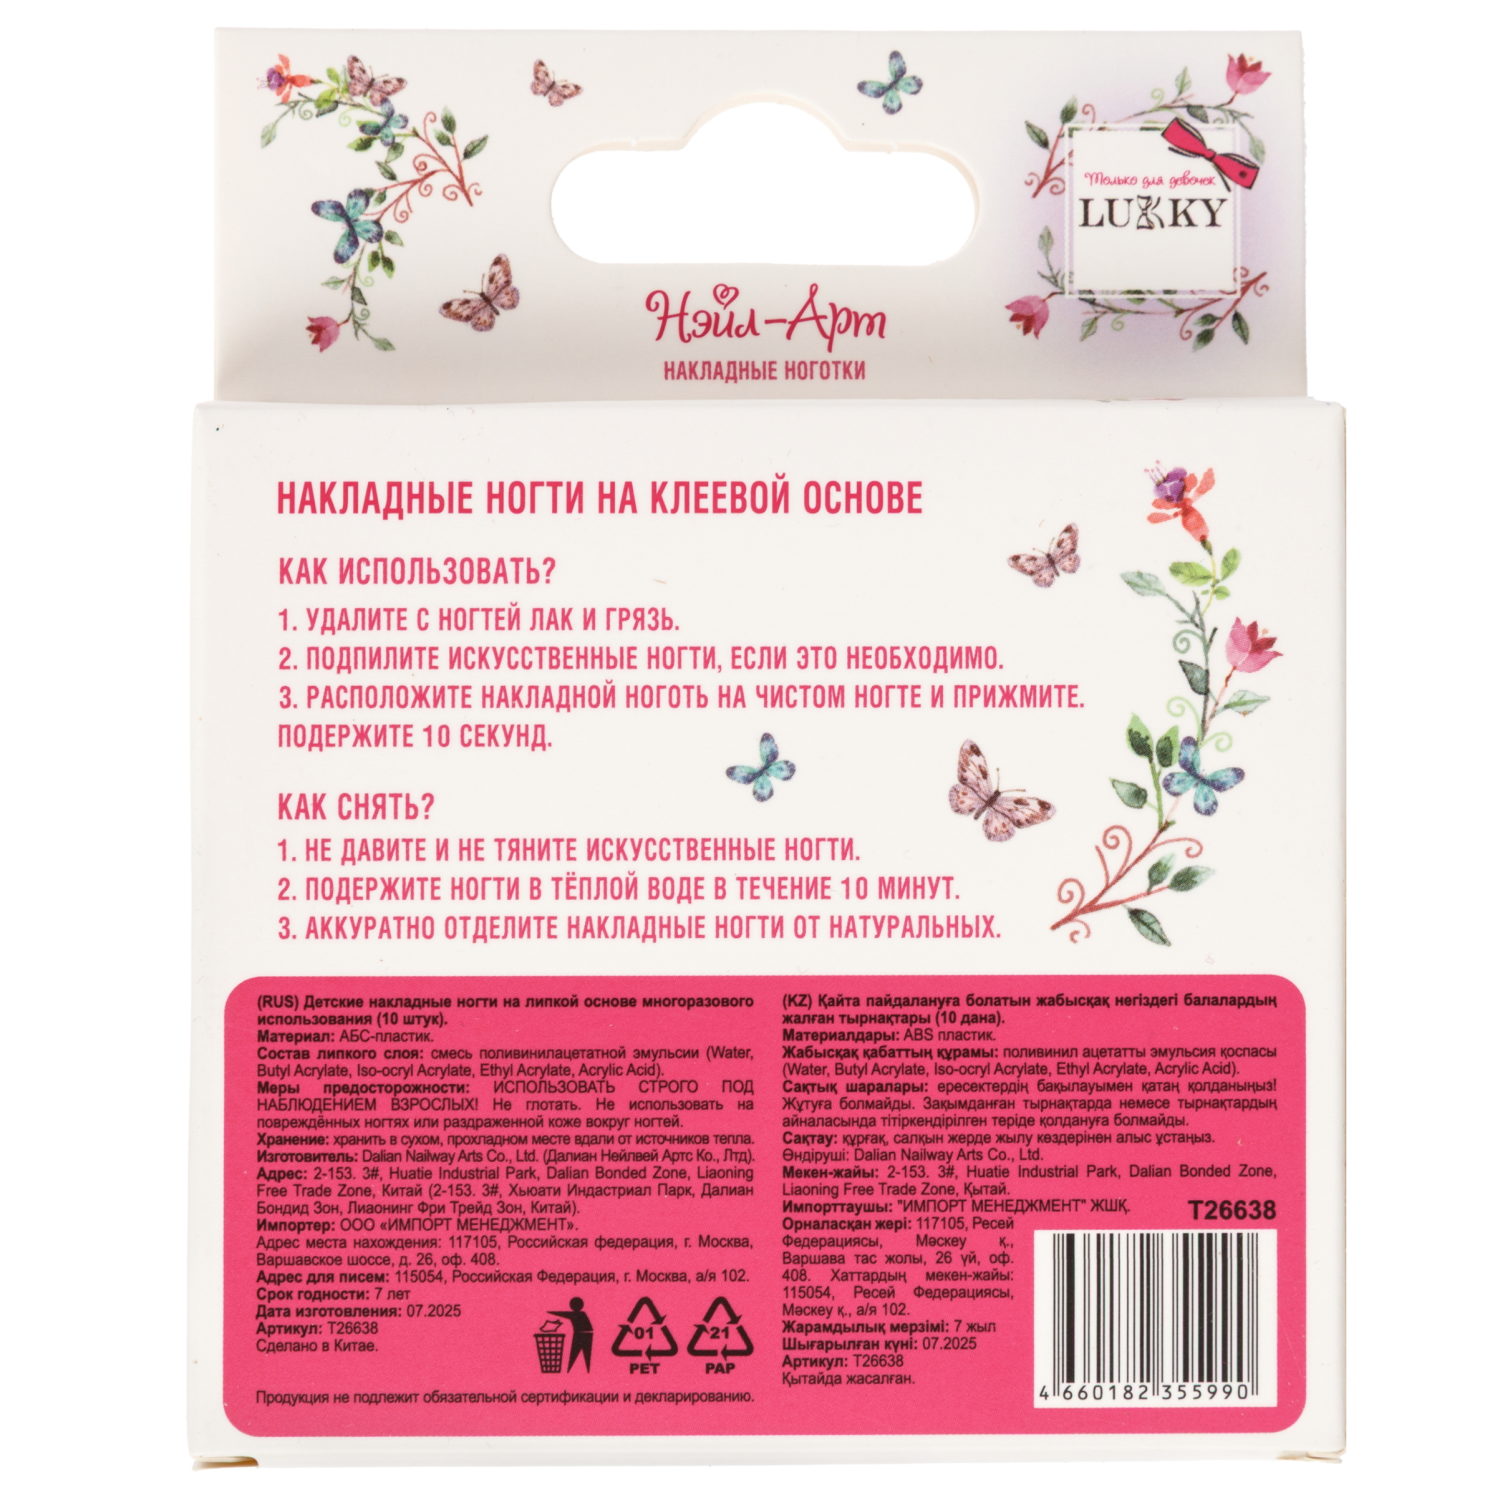 Только для девочек
LUKKY
Нэйл-Арт
НАКЛАДНЫЕ НОГОТКИ
НАКЛАДНЫЕ НОГТИ НА КЛЕЕВОЙ ОСНОВЕ
КАК ИСПОЛЬЗОВАТЬ?
1. УДАЛИТЕ С НОГТЕЙ ЛАК И ГРЯЗЬ.
2. ПОДПИЛИТЕ ИСКУССТВЕННЫЕ НОГТИ, ЕСЛИ ЭТО НЕОБХОДИМО.
3. РАСПОЛОЖИТЕ НАКЛАДНОЙ НОГОТЬ НА ЧИСТОМ НОГТЕ И ПРИЖМИТЕ.
ПОДЕРЖИТЕ 10 СЕКУНД.
КАК СНЯТЬ?
1. НЕ ДАВИТЕ И НЕ ТЯНИТЕ ИСКУССТВЕННЫЕ НОГТИ.
2. ПОДЕРЖИТЕ НОГТИ В ТЁПЛОЙ ВОДЕ В ТЕЧЕНИЕ 10 МИНУТ.
3. АККУРАТНО ОТДЕЛИТЕ НАКЛАДНЫЕ НОГТИ ОТ НАТУРАЛЬНЫХ.
(RUS) Детские накладные ногти на липкой основе многоразового
использования (10 штук).
Материал: АБС-пластик.
Состав липкого слоя: смесь поливинилацетатной эмульсии (Water,
Butyl Acrylate, Iso-ocryl Acrylate, Ethyl Acrylate, Acrylic Acid).
Меры предосторожности: ИСПОЛЬЗОВАТЬ СТРОГО ПОД
НАБЛЮДЕНИЕМ ВЗРОСЛЫХ! Не глотать. Не использовать на
повреждённых ногтях или раздраженной коже вокруг ногтей.
Хранение: хранить в сухом, прохладном месте вдали от источников тепла.
Изготовитель: Dalian Nailway Arts Co., Ltd. (Далиан Нейлвей Артс Ко., Лтд).
Адрес: 2-153. 3#, Huatie Industrial Park, Dalian Bonded Zone, Liaoning
Free Trade Zone, Китай (2-153. 3#, Хьюати Индастриал Парк, Далиан
Бондид Зон, Лиаонинг Фри Трейд Зон, Китай).
Импортер: ООО «ИМПОРТ МЕНЕДЖМЕНТ».
Адрес места нахождения: 117105, Российская федерация, г. Москва,
Варшавское шоссе, д. 26, оф. 408.
Адрес для писем: 115054, Российская Федерация, г. Москва, а/я 102.
Срок годности: 7 лет
Дата изготовления: 07.2025
Артикул: Т26638
Сделано в Китае.
01
PET
21
PAP
Продукция не подлежит обязательной сертификации и декларированию.
(KZ) Қайта пайдалануға болатын жабысқақ негіздегі балалардың
жалған тырнақтары (10 дана).
Материалдары: ABS пластик.
Жабысқақ қабаттың құрамы: поливинил ацетатты эмульсия қоспасы
(Water, Butyl Acrylate, Iso-ocryl Acrylate, Ethyl Acrylate, Acrylic Acid).
Сақтық шаралары: ересектердің бақылауымен қатаң қолданыңыз!
Жұтуға болмайды. Зақымданған тырнақтарда немесе тырнақтардың
айналасында тітіркендірілген теріде қолдануға болмайды.
Сақтау: құрғақ, салқын жерде жылу көздерінен алыс ұстаңыз.
Өндіруші: Dalian Nailway Arts Co., Ltd.
Мекен-жайы: 2-153. 3#, Huatie Industrial Park, Dalian Bonded Zone,
Liaoning Free Trade Zone, Қытай.
Импорттаушы: "ИМПОРТ МЕНЕДЖМЕНТ" ЖШҚ.
Орналасқан жері: 117105, Ресей
Федерациясы, Мәскеу қ.,
Варшава тас жолы, 26 үй, оф.
408. Хаттардың мекен-жайы:
115054, Ресей Федерациясы,
Мәскеу қ., а/я 102.
Жарамдылық мерзімі: 7 жыл
Шығарылған күні: 07.2025
Артикул: Т26638
Қытайда жасалған.
T26638
4 660182 355990